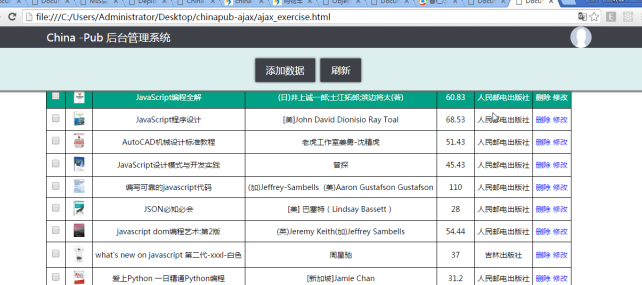 file:///C:/Users/Administrator/Desktop/chinapub-ajax/ajax_exercise.html
China -Pub 后台管理系统
添加数据 刷新
JavaScript编程全解 (日)井上诚一郎;土江拓郎;滨边将太(著) 60.83 人民邮电出版社 删除 修改
JavaScript程序设计 [美]John David Dionisio Ray Toal 68.53 人民邮电出版社 删除 修改
AutoCAD机械设计标准教程 老虎工作室姜勇·沈精虎 51.43 人民邮电出版社 删除 修改
JavaScript设计模式与开发实践 曾探 45.43 人民邮电出版社 删除 修改
编写可靠的javascript代码 (加)Jeffrey-Sambells (美)Aaron Gustafson Gustafson 110 人民邮电出版社 删除 修改
JSON必知必会 [美] 巴塞特（Lindsay Bassett） 28 人民邮电出版社 删除 修改
javascript dom编程艺术:第2版 (英)Jeremy Keith(加)Jeffrey Sambells 54.44 人民邮电出版社 删除 修改
what's new on javascript 第二代-xxxl-白色 周星驰 37 吉林出版社 删除 修改
爱上Python 一日精通Python编程 [新加坡]Jamie Chan 31.2 人民邮电出版社 删除 修改